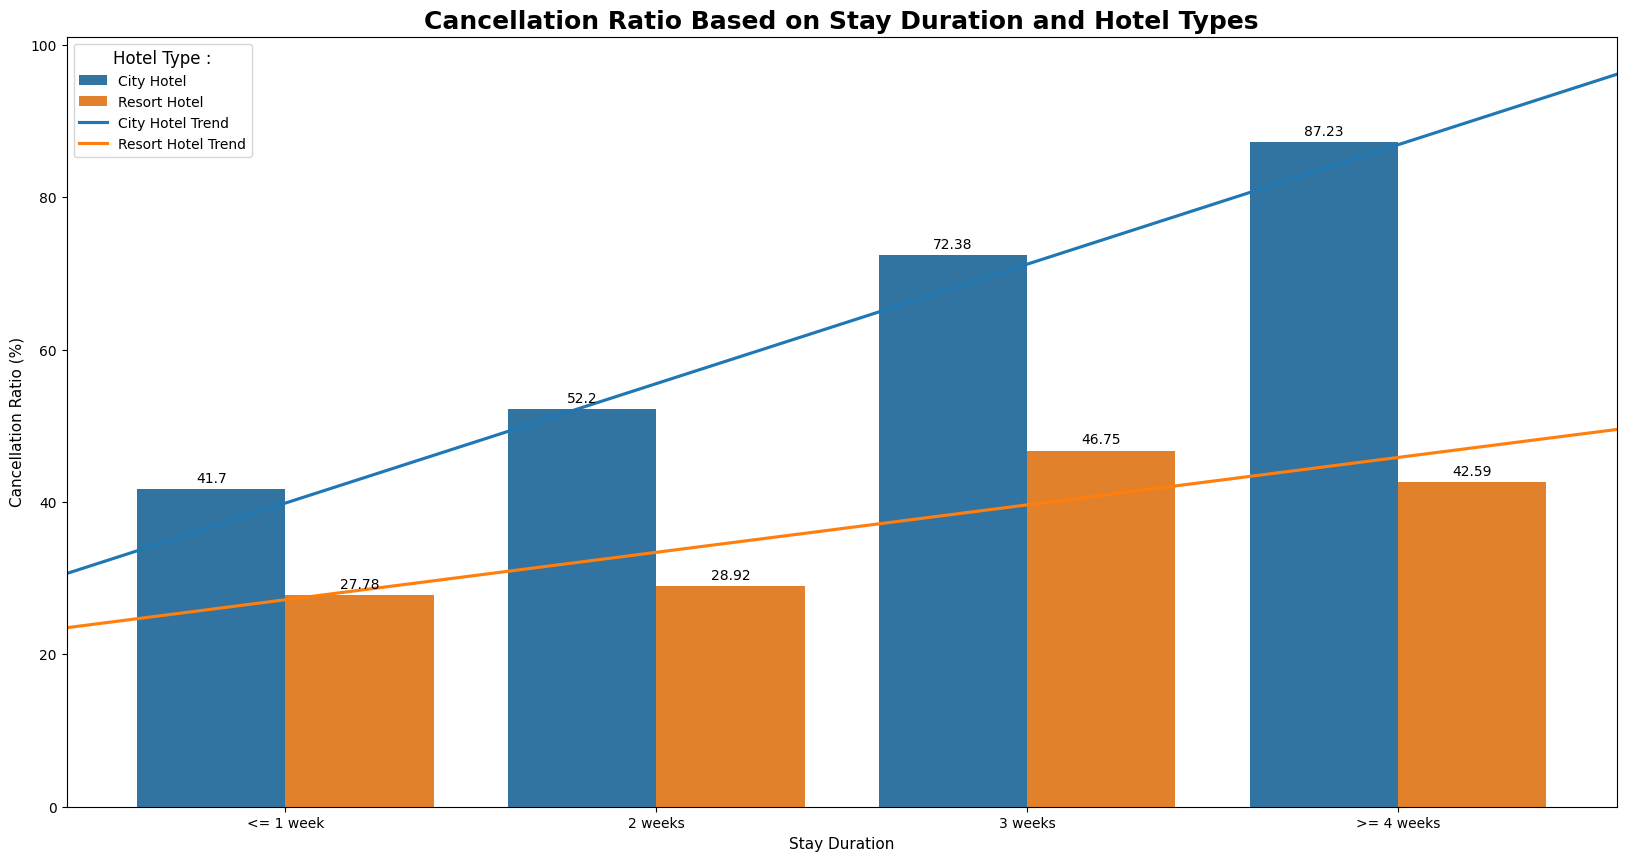 Cancellation Ratio Based on Stay Duration and Hotel Types
Hotel Type :
City Hotel
Resort Hotel
City Hotel Trend
Resort Hotel Trend
Cancellation Ratio (%)
100
80
60
40
20
0
41.7
27.78
52.2
28.92
72.38
46.75
87.23
42.59
<= 1 week
2 weeks
3 weeks
>= 4 weeks
Stay Duration